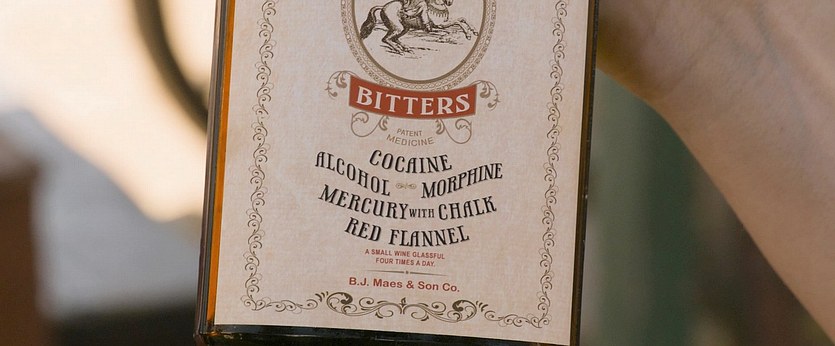 BITTERS
PATENT
MEDICINE
COCAINE
ALCOHOL MORPHINE
MERCURY WITH CHALK
RED FLANNEL
A SMALL WINE GLASSFUL
FOUR TIMES A DAY.
B.J. Maes & Son Co.